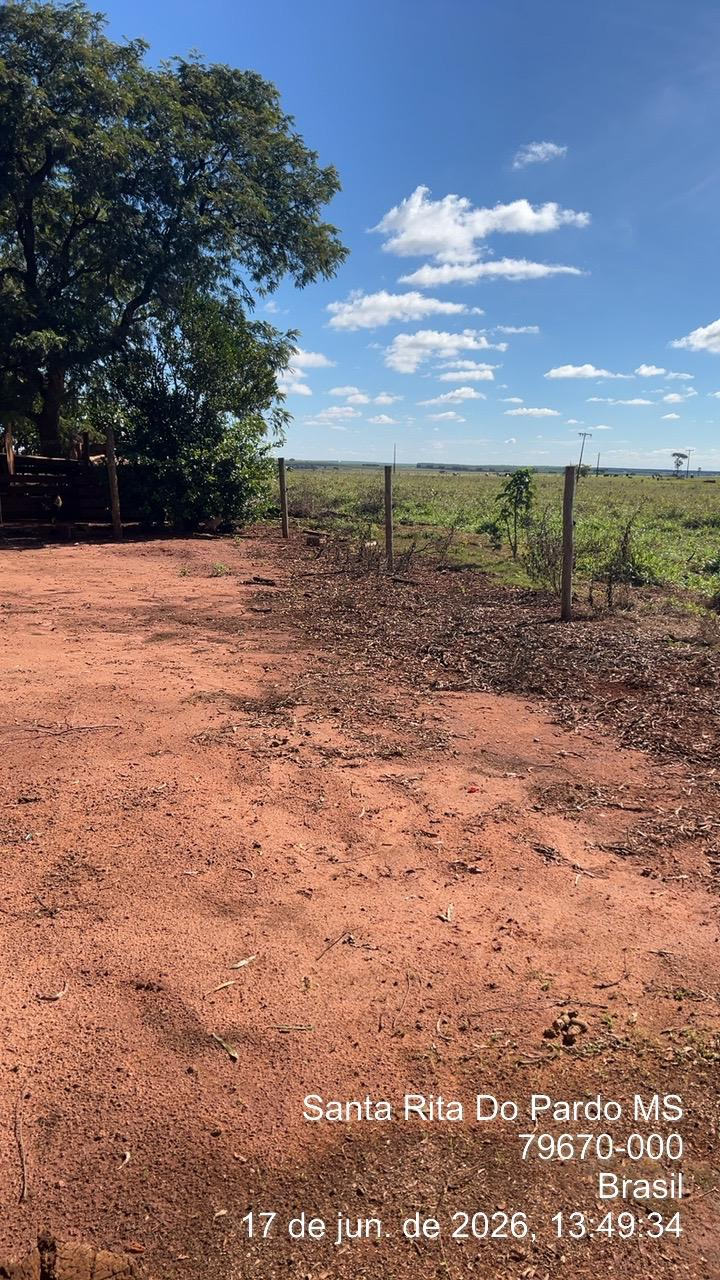 Santa Rita Do Pardo MS
79670-000
Brasil
17 de jun. de 2026, 13:49:34